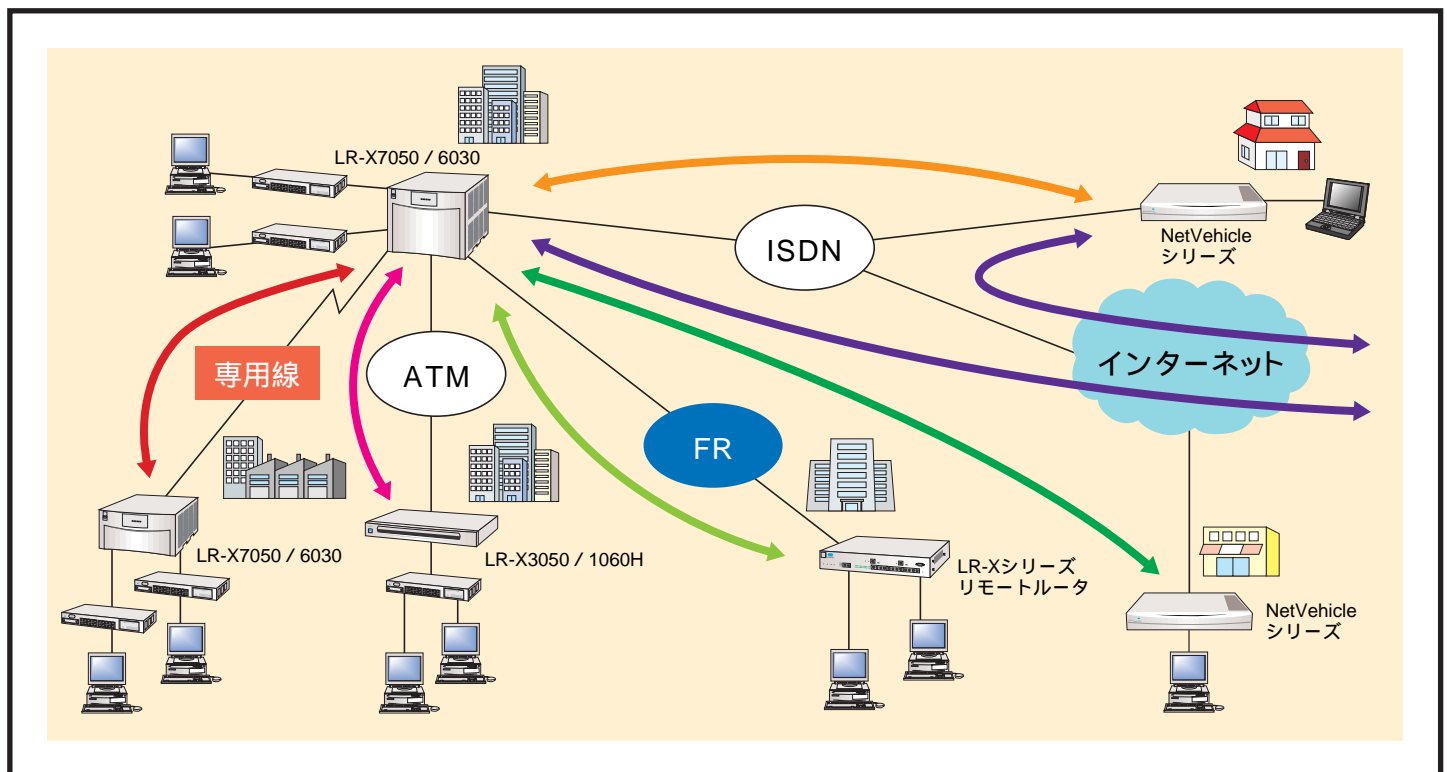 LR-X7050 / 6030
ISDN
NetVehicle
シリーズ
インターネット
専用線
ATM
FR
LR-X7050 / 6030
LR-X3050 / 1060H
LR-Xシリーズ
リモートルータ
NetVehicle
シリーズ